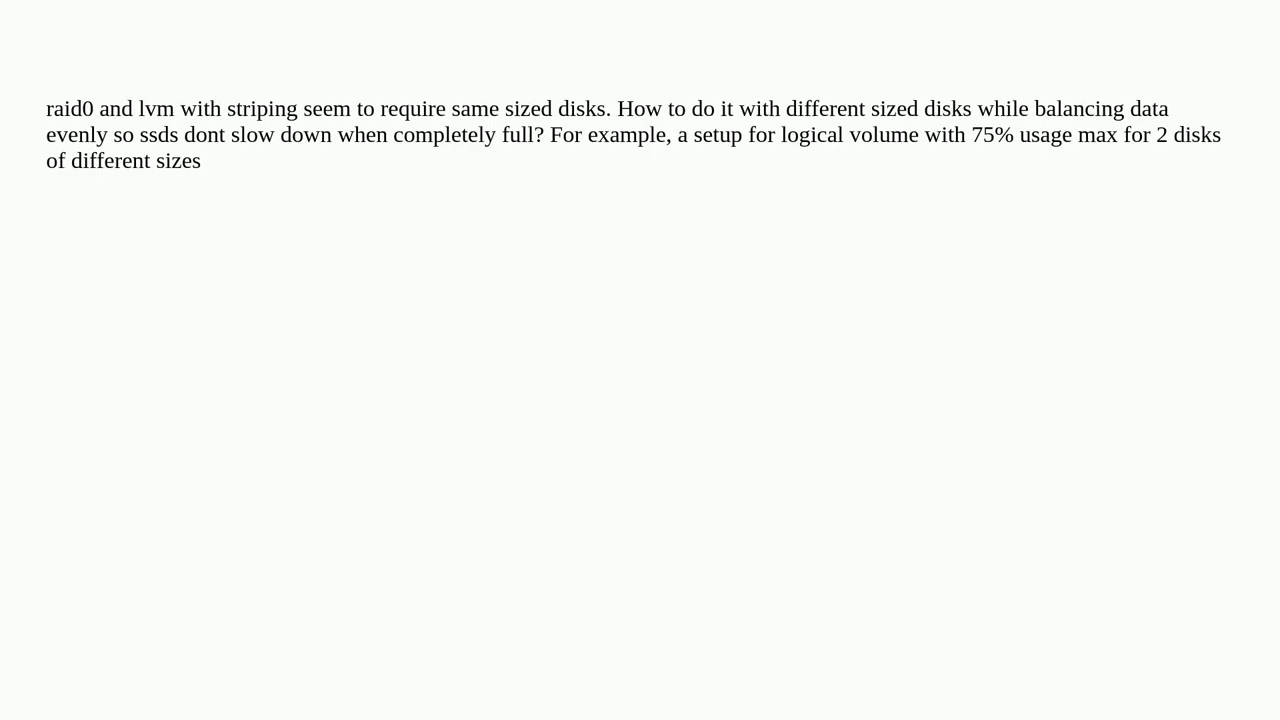 raid0 and lvm with striping seem to require same sized disks. How to do it with different sized disks while balancing data
evenly so ssds dont slow down when completely full? For example, a setup for logical volume with 75% usage max for 2 disks
of different sizes